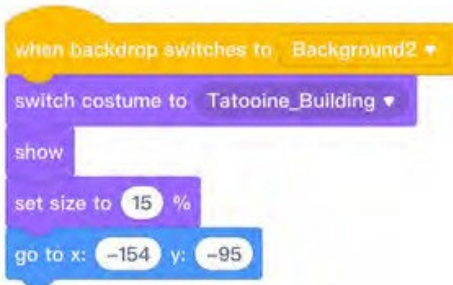 when backdrop switches to Background2
switch costume to Tatooine_Building
show
set size to 15 %
go to x: -154 y: -95